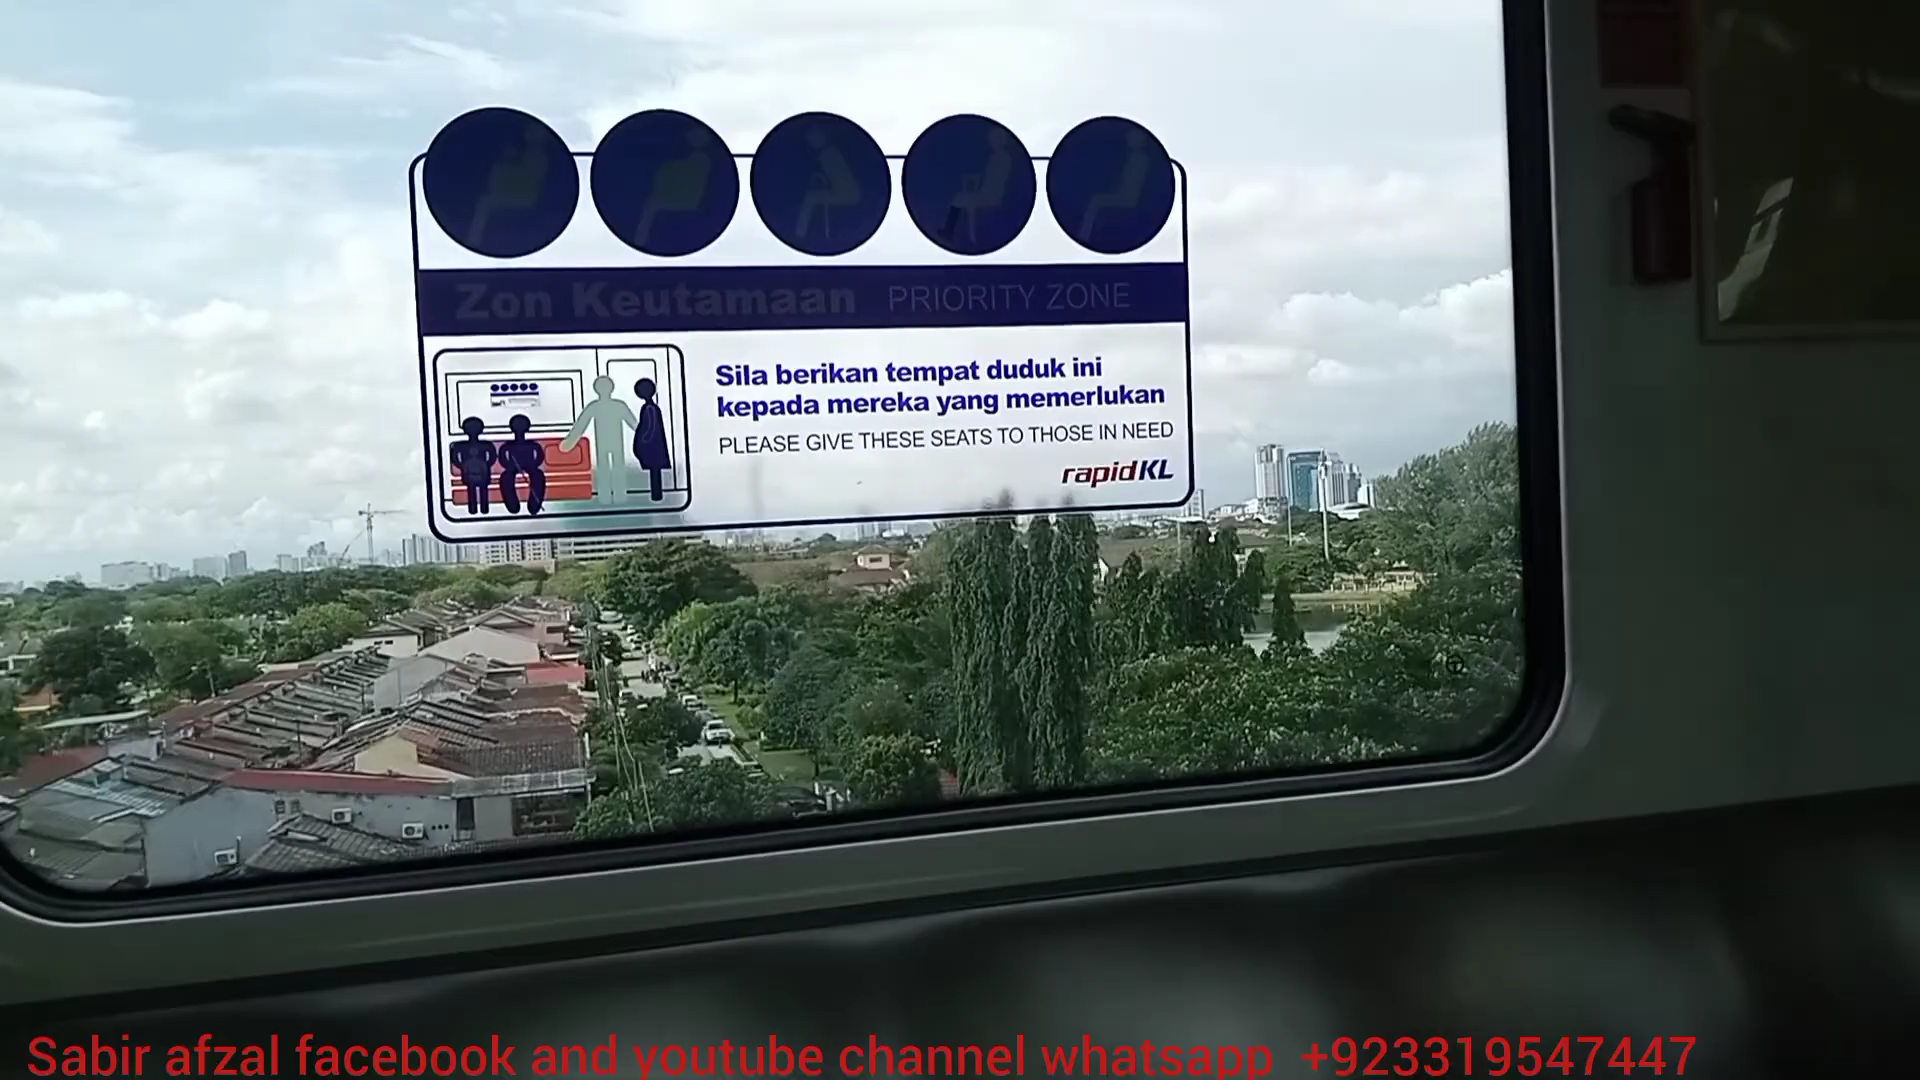 Zon Keutamaan PRIORITY ZONE
Sila berikan tempat duduk ini
kepada mereka yang memerlukan
PLEASE GIVE THESE SEATS TO THOSE IN NEED
rapidKL
Sabir afzal facebook and youtube channel whatsapp +923319547447